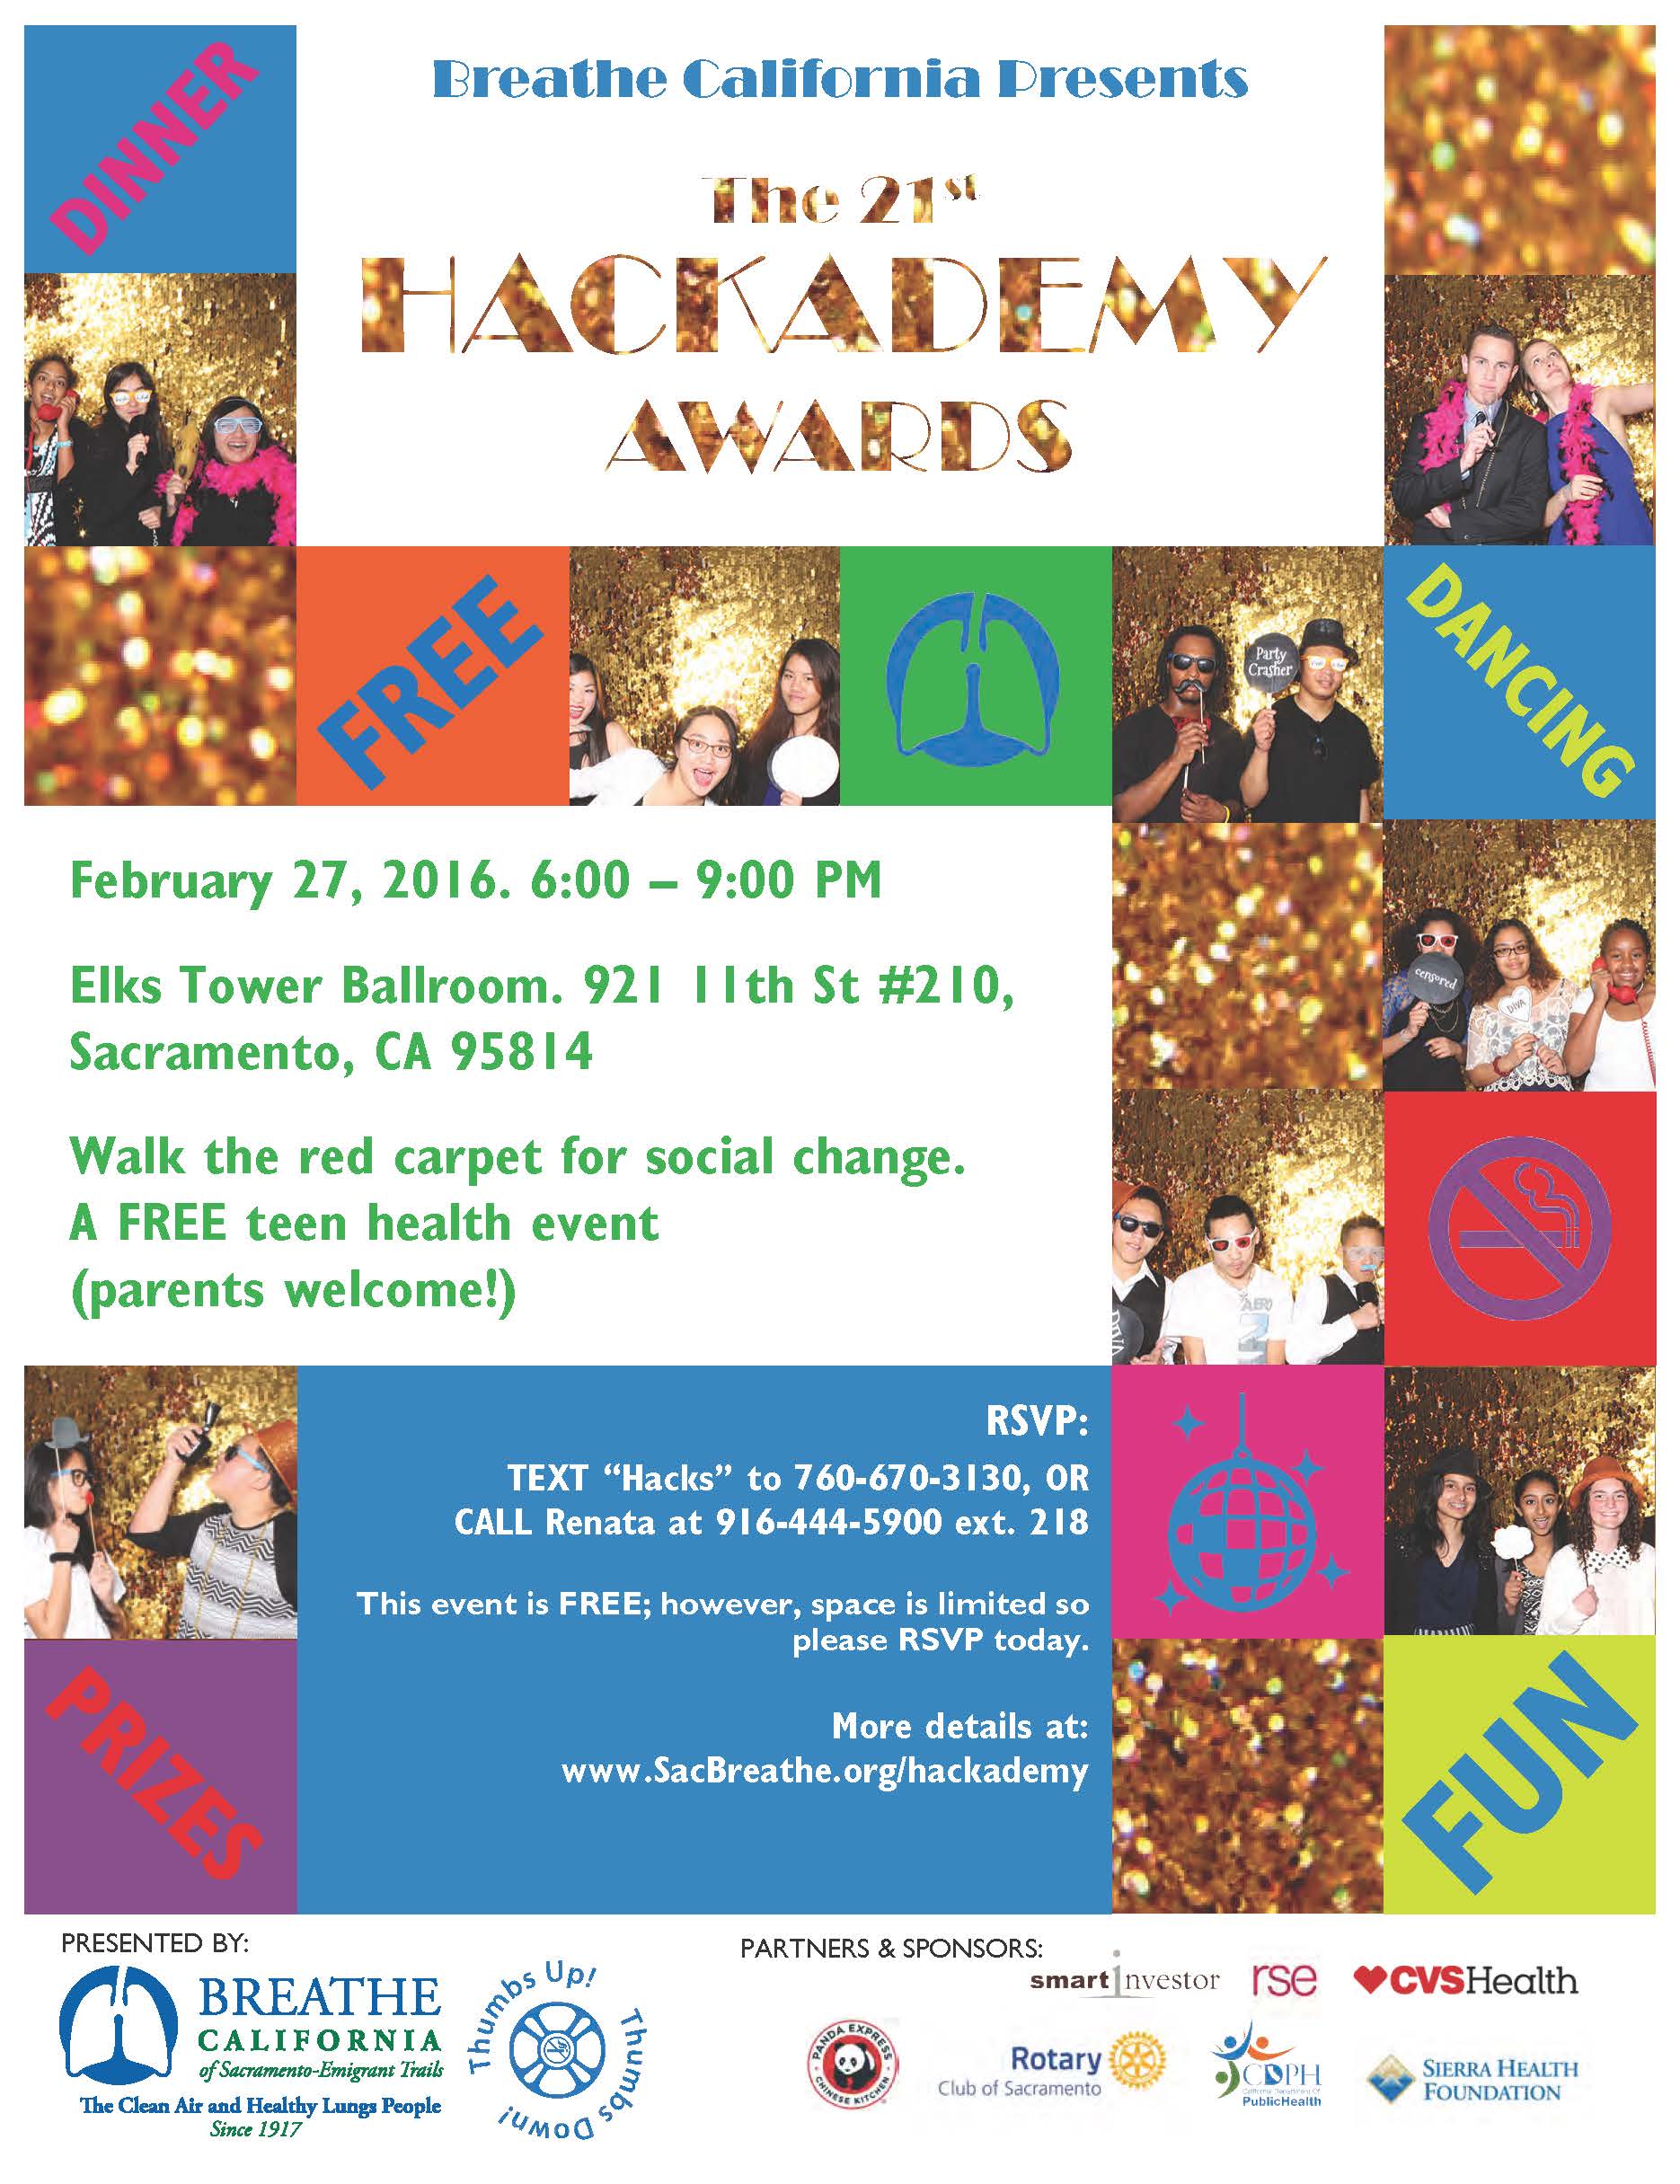 DINNER
Breathe California Presents
The 21st
HACKADEMY
AWARDS
FREE
Party
Crasher
DANCING
February 27, 2016. 6:00 – 9:00 PM
Elks Tower Ballroom. 921 11th St #210,
Sacramento, CA 95814
censored
DIVA
Walk the red carpet for social change.
A FREE teen health event
(parents welcome!)
AERO
DIVA
RSVP:
TEXT “Hacks” to 760-670-3130, OR
CALL Renata at 916-444-5900 ext. 218
This event is FREE; however, space is limited so
please RSVP today.
More details at:
www.SacBreathe.org/hackademy
PRIZES
FUN
PRESENTED BY:
BREATHE
CALIFORNIA
of Sacramento-Emigrant Trails
The Clean Air and Healthy Lungs People
Since 1917
Thumbs Up!
Thumbs Down!
PARTNERS & SPONSORS:
smartinvestor
rse
CVSHealth
PANDA EXPRESS
CHINESE KITCHEN
Rotary
Club of Sacramento
CDPH
California Department of
PublicHealth
SIERRA HEALTH
FOUNDATION